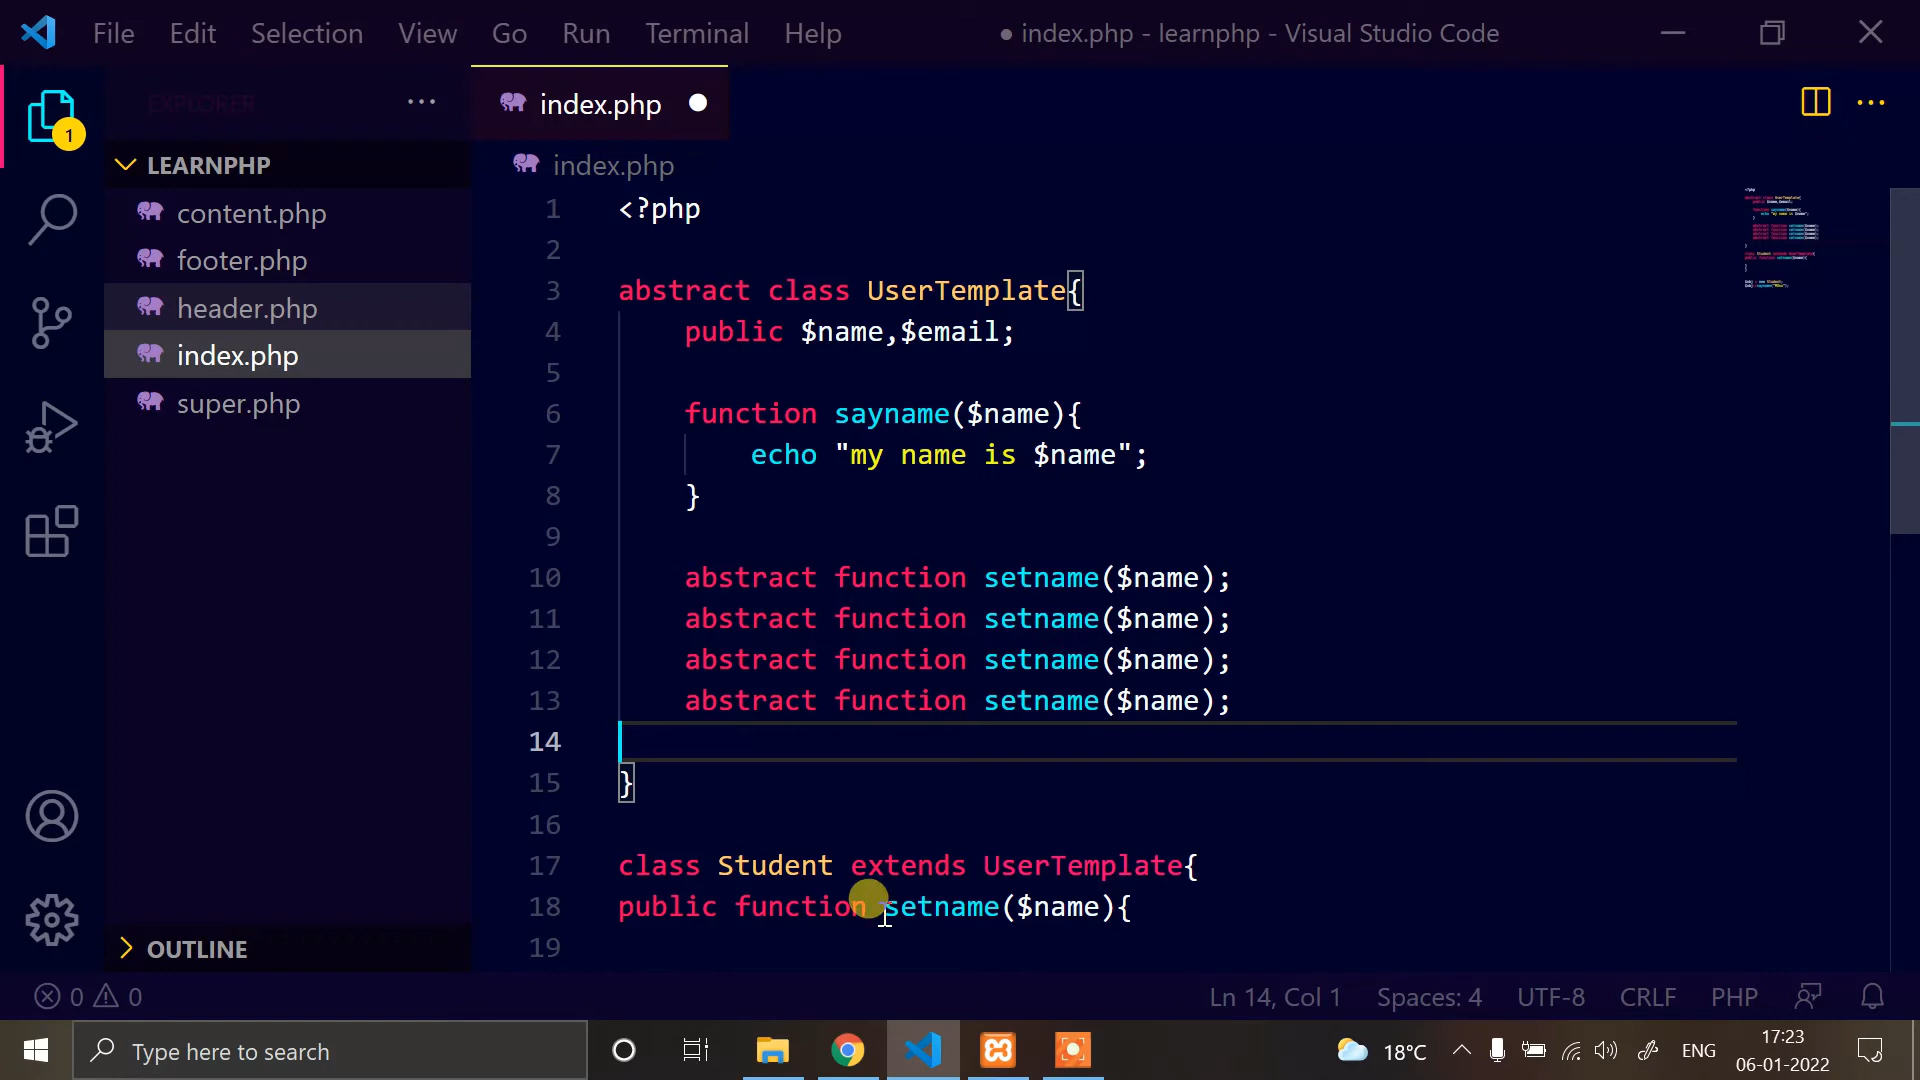 File Edit Selection View Go Run Terminal Help ● index.php - learnphp - Visual Studio Code
EXPLORER ···
index.php
1
LEARNPHP
content.php
footer.php
header.php
index.php
super.php
OUTLINE
index.php
1 <?php
2
3 abstract class UserTemplate{
4 public $name,$email;
5
6 function sayname($name){
7 echo "my name is $name";
8 }
9
10 abstract function setname($name);
11 abstract function setname($name);
12 abstract function setname($name);
13 abstract function setname($name);
14
15 }
16
17 class Student extends UserTemplate{
18 public function setname($name){
19
0 0 Ln 14, Col 1 Spaces: 4 UTF-8 CRLF PHP
Type here to search 18°C ENG 17:23
06-01-2022